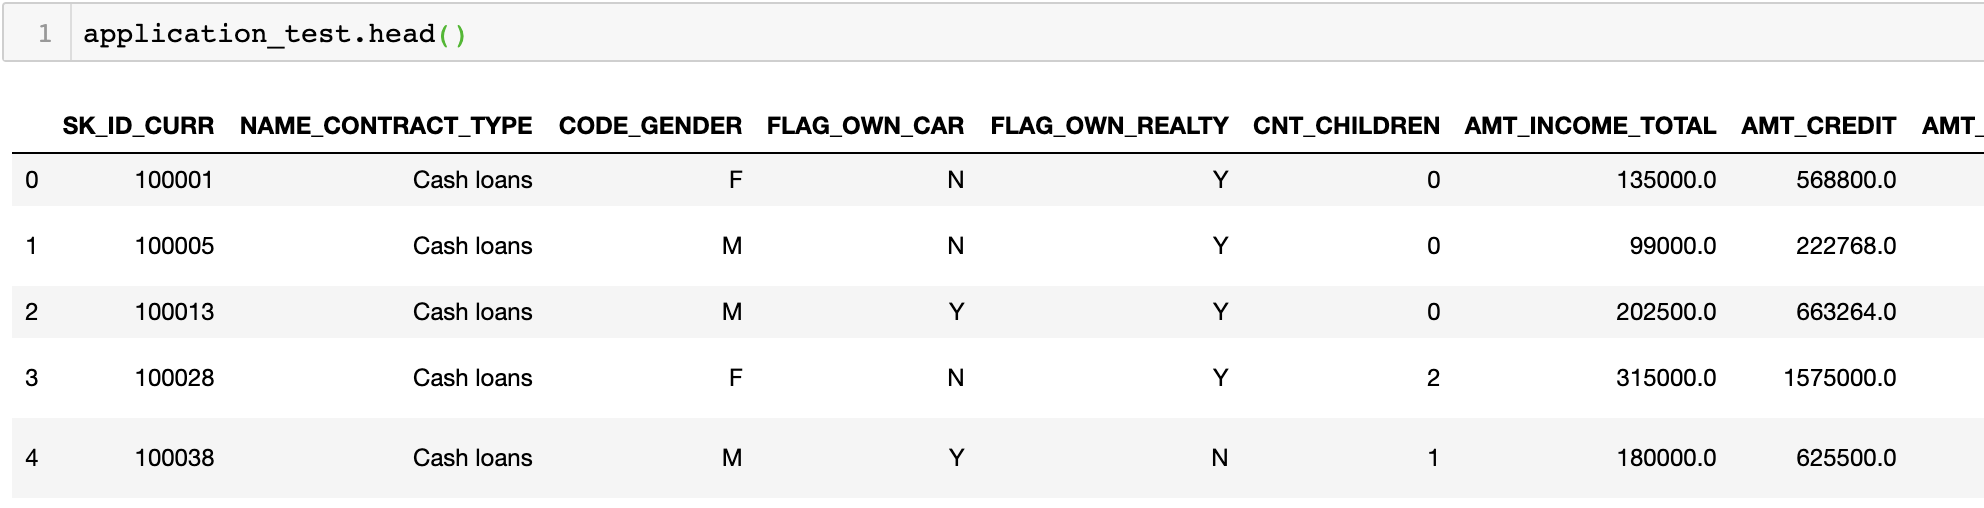 1 application_test.head()
SK_ID_CURR NAME_CONTRACT_TYPE CODE_GENDER FLAG_OWN_CAR FLAG_OWN_REALTY CNT_CHILDREN AMT_INCOME_TOTAL AMT_CREDIT AMT_
0 100001 Cash loans F N Y 0 135000.0 568800.0
1 100005 Cash loans M N Y 0 99000.0 222768.0
2 100013 Cash loans M Y Y 0 202500.0 663264.0
3 100028 Cash loans F N Y 2 315000.0 1575000.0
4 100038 Cash loans M Y N 1 180000.0 625500.0